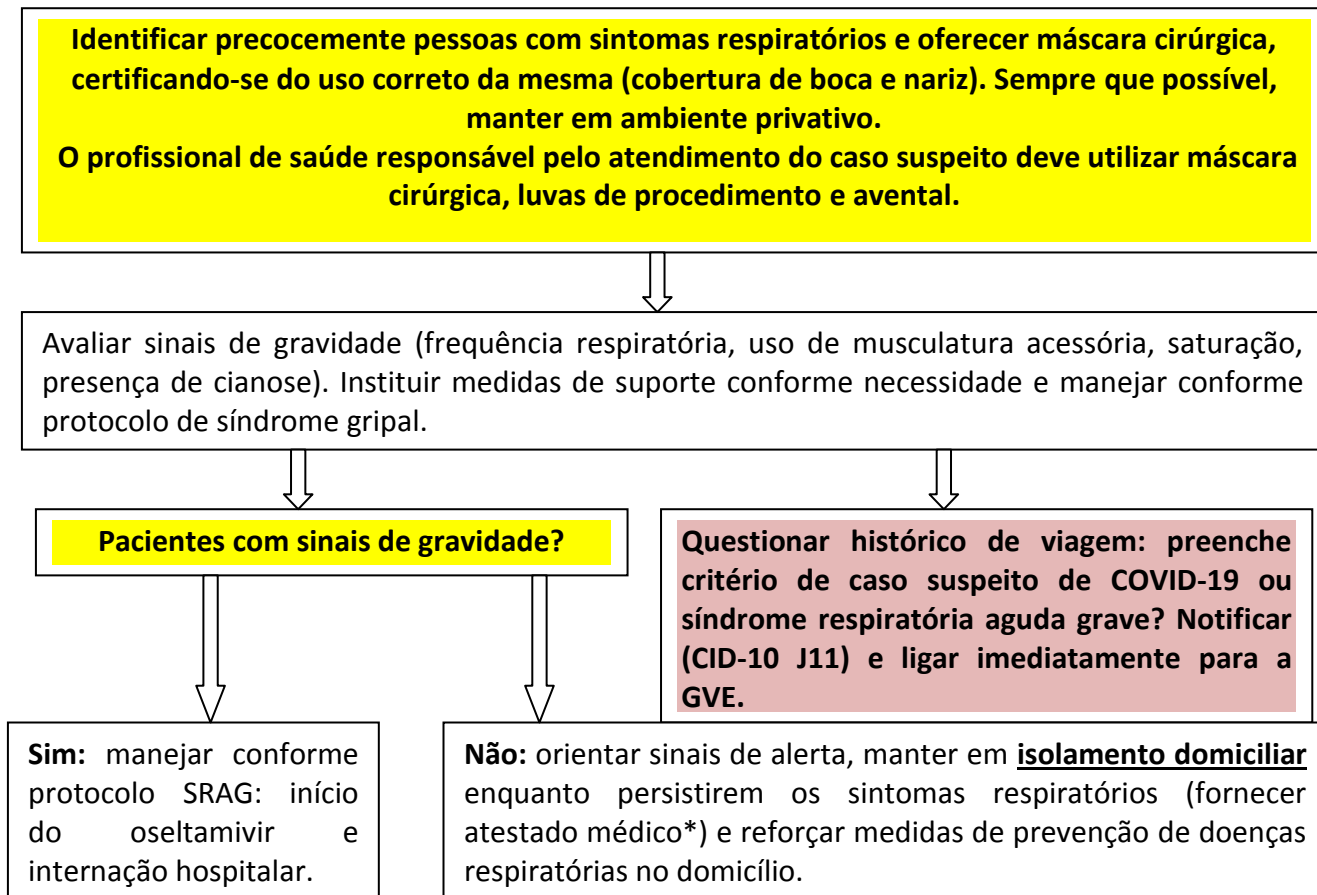 Identificar precocemente pessoas com sintomas respiratórios e oferecer máscara cirúrgica,
certificando-se do uso correto da mesma (cobertura de boca e nariz). Sempre que possível,
manter em ambiente privativo.
O profissional de saúde responsável pelo atendimento do caso suspeito deve utilizar máscara
cirúrgica, luvas de procedimento e avental.
Avaliar sinais de gravidade (frequência respiratória, uso de musculatura acessória, saturação,
presença de cianose). Instituir medidas de suporte conforme necessidade e manejar conforme
protocolo de síndrome gripal.
Pacientes com sinais de gravidade?
Questionar histórico de viagem: preenche
critério de caso suspeito de COVID-19 ou
síndrome respiratória aguda grave? Notificar
(CID-10 J11) e ligar imediatamente para a
GVE.
Sim: manejar conforme
protocolo SRAG: início
do oseltamivir e
internação hospitalar.
Não: orientar sinais de alerta, manter em isolamento domiciliar
enquanto persistirem os sintomas respiratórios (fornecer
atestado médico*) e reforçar medidas de prevenção de doenças
respiratórias no domicílio.